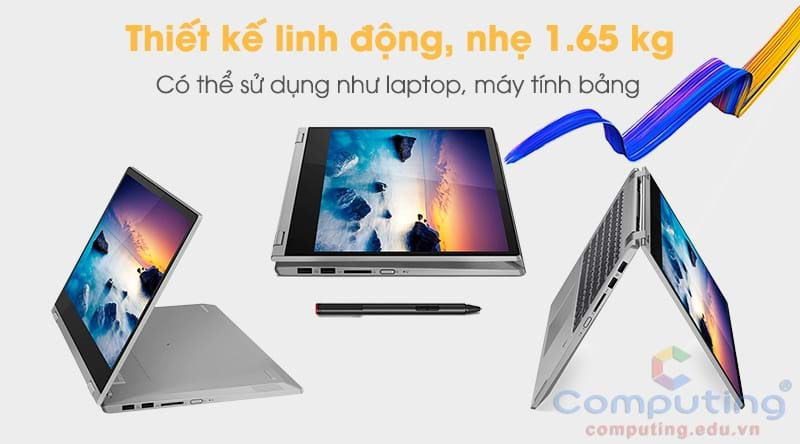 Thiết kế linh động, nhẹ 1.65 kg
Có thể sử dụng như laptop, máy tính bảng
Computing®
computing.edu.vn